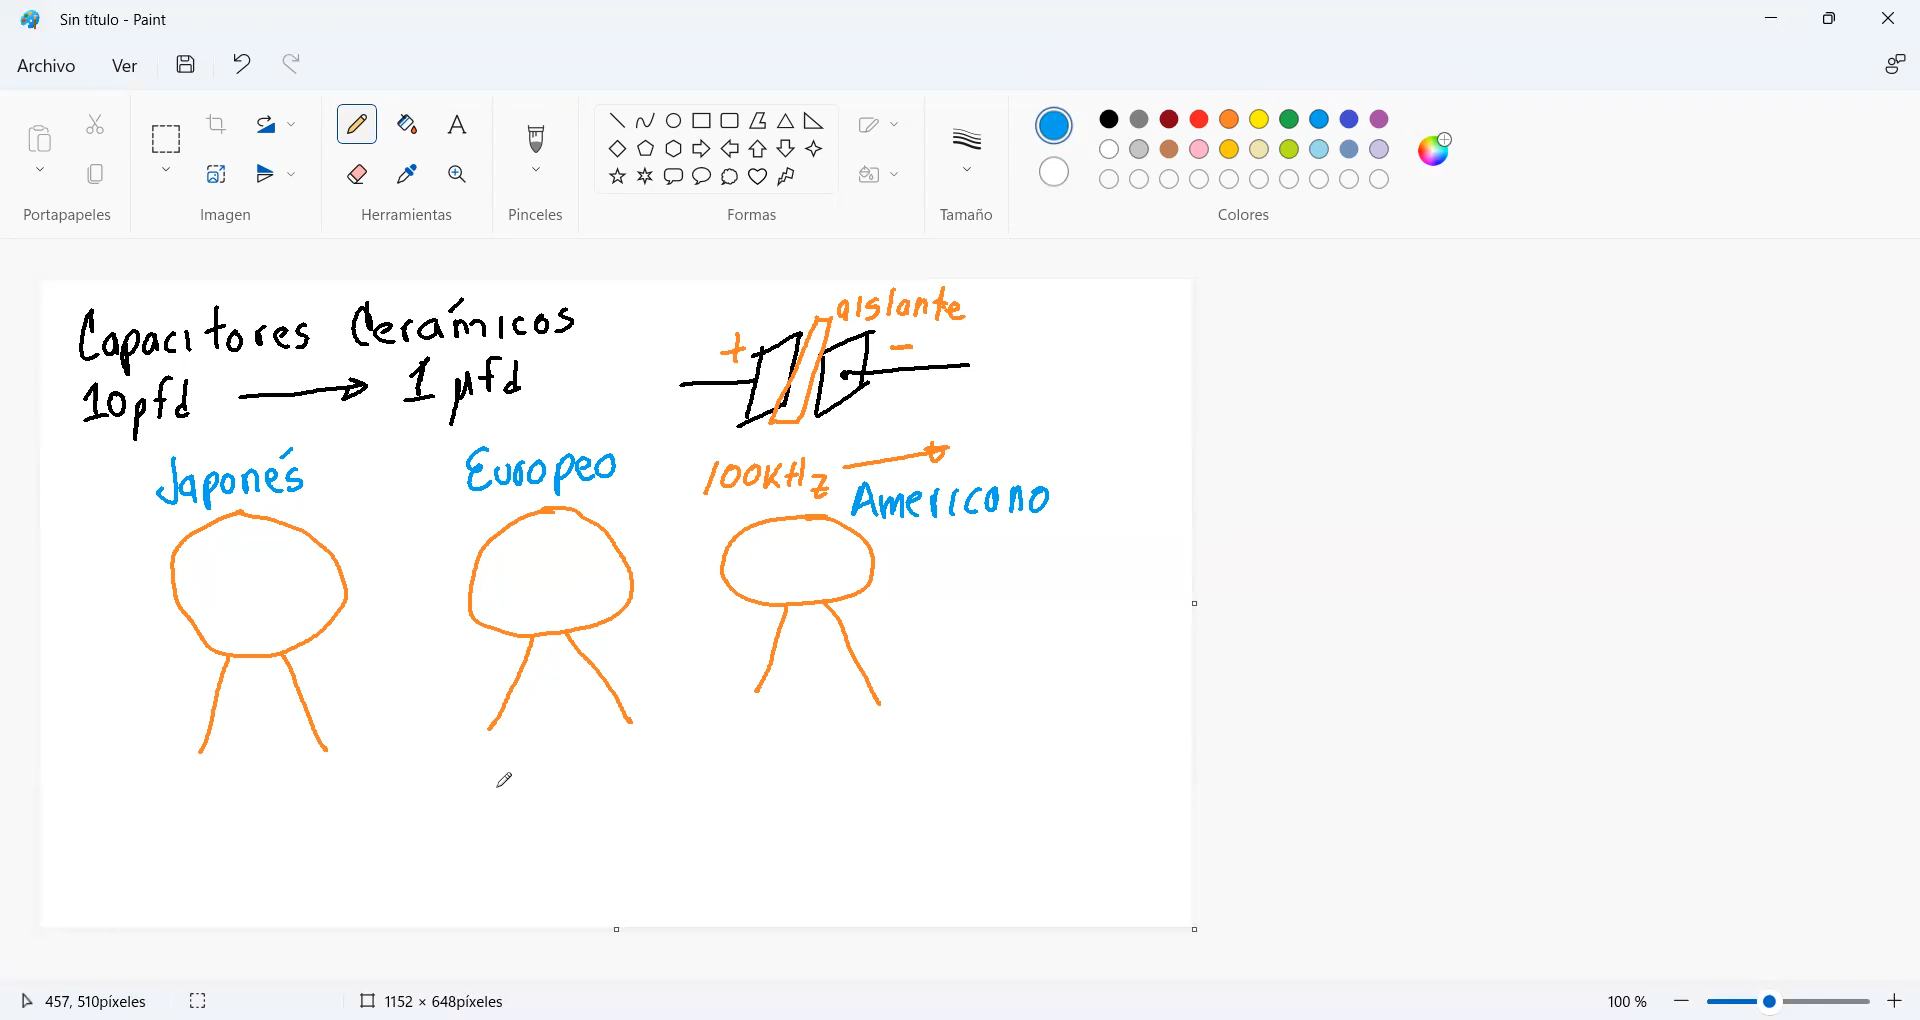 Sin título - Paint
Archivo
Ver
Portapapeles
Imagen
Herramientas
Pinceles
Formas
Tamaño
Colores
Capacitores Cerámicos
10pfd → 1 µfd
aislante
+
-
Japonés
Europeo
100KHz →
Americano
457, 510píxeles
1152 × 648píxeles
100 %